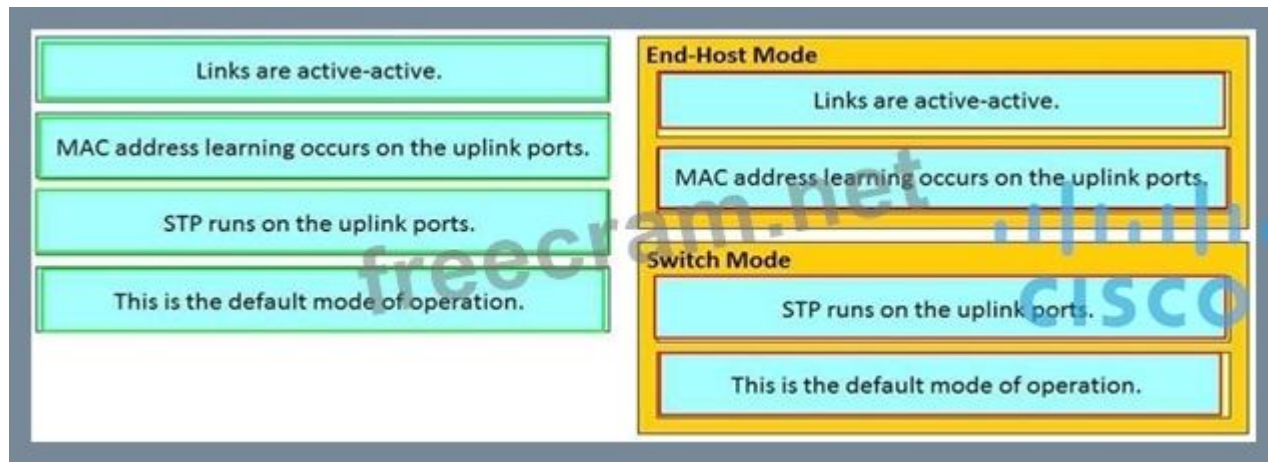 Links are active-active.
MAC address learning occurs on the uplink ports.
STP runs on the uplink ports.
This is the default mode of operation.
End-Host Mode
Links are active-active.
MAC address learning occurs on the uplink ports.
Switch Mode
STP runs on the uplink ports.
This is the default mode of operation.
freecram.net
CISCO